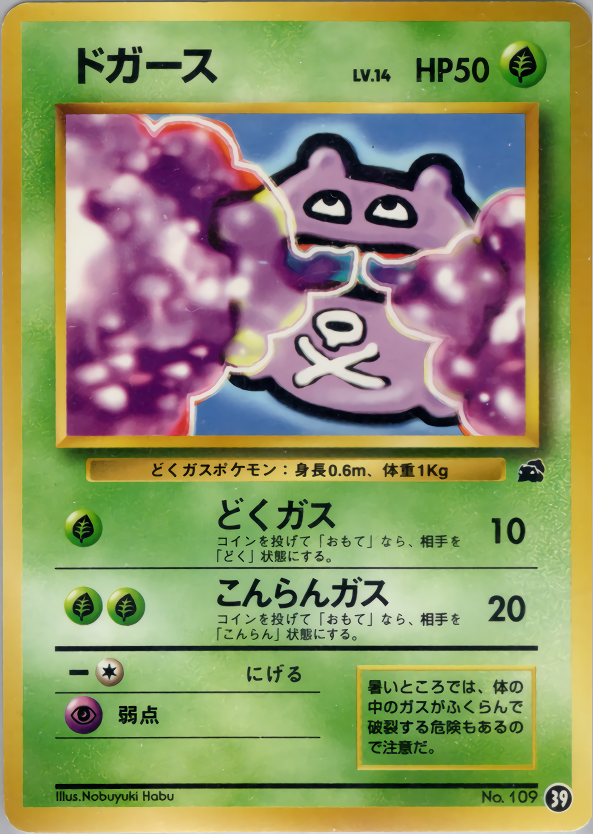 ドガース LV.14 HP50
どくガスポケモン：身長0.6m、体重1Kg
どくガス 10
コインを投げて「おもて」なら、相手を
「どく」状態にする。
こんらんガス 20
コインを投げて「おもて」なら、相手を
「こんらん」状態にする。
ー にげる
弱点
暑いところでは、体の
中のガスがふくらんで
破裂する危険もあるの
で注意だ。
Illus.Nobuyuki Habu No. 109 39